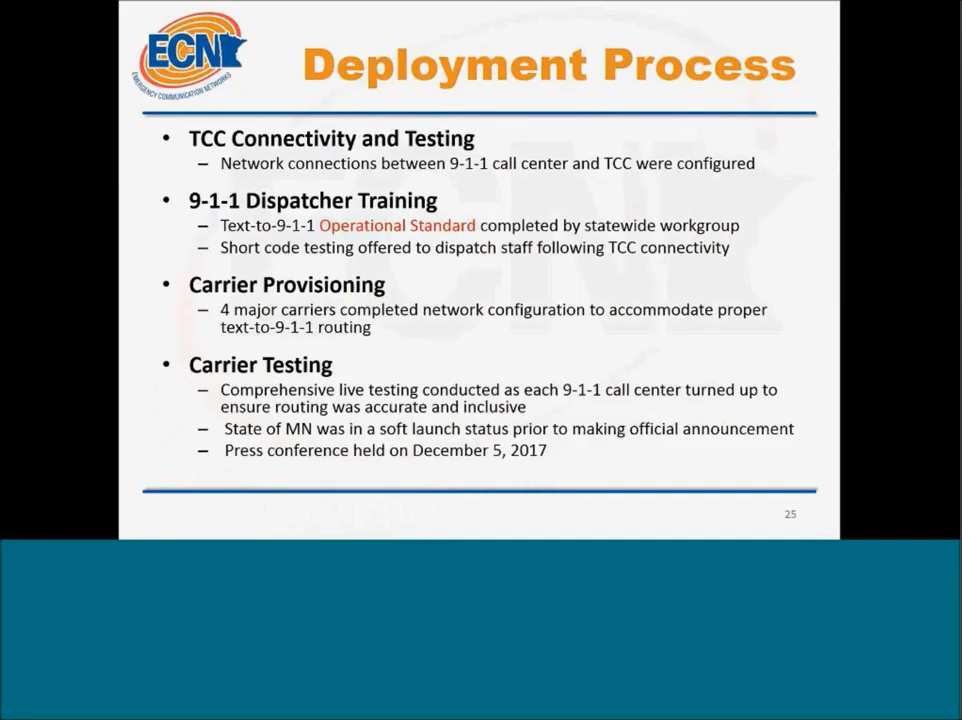 ECN
EMERGENCY COMMUNICATION NETWORKS
Deployment Process
• TCC Connectivity and Testing
– Network connections between 9-1-1 call center and TCC were configured
• 9-1-1 Dispatcher Training
– Text-to-9-1-1 Operational Standard completed by statewide workgroup
– Short code testing offered to dispatch staff following TCC connectivity
• Carrier Provisioning
– 4 major carriers completed network configuration to accommodate proper
text-to-9-1-1 routing
• Carrier Testing
– Comprehensive live testing conducted as each 9-1-1 call center turned up to
ensure routing was accurate and inclusive
– State of MN was in a soft launch status prior to making official announcement
– Press conference held on December 5, 2017
25